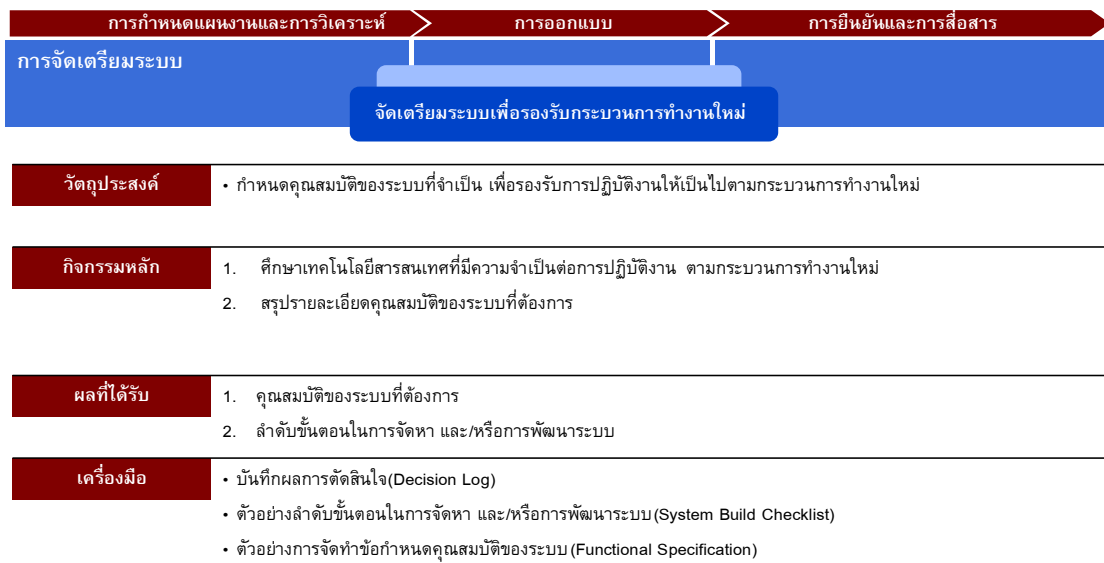 การกำหนดแผนงานและการวิเคราะห์
การออกแบบ
การยืนยันและการสื่อสาร
การจัดเตรียมระบบ
จัดเตรียมระบบเพื่อรองรับกระบวนการทำงานใหม่
วัตถุประสงค์
• กำหนดคุณสมบัติของระบบที่จำเป็น เพื่อรองรับการปฏิบัติงานให้เป็นไปตามกระบวนการทำงานใหม่
กิจกรรมหลัก
1. ศึกษาเทคโนโลยีสารสนเทศที่มีความจำเป็นต่อการปฏิบัติงาน ตามกระบวนการทำงานใหม่
2. สรุปรายละเอียดคุณสมบัติของระบบที่ต้องการ
ผลที่ได้รับ
1. คุณสมบัติของระบบที่ต้องการ
2. ลำดับขั้นตอนในการจัดหา และ/หรือการพัฒนาระบบ
เครื่องมือ
• บันทึกผลการตัดสินใจ(Decision Log)
• ตัวอย่างลำดับขั้นตอนในการจัดหา และ/หรือการพัฒนาระบบ(System Build Checklist)
• ตัวอย่างการจัดทำข้อกำหนดคุณสมบัติของระบบ(Functional Specification)